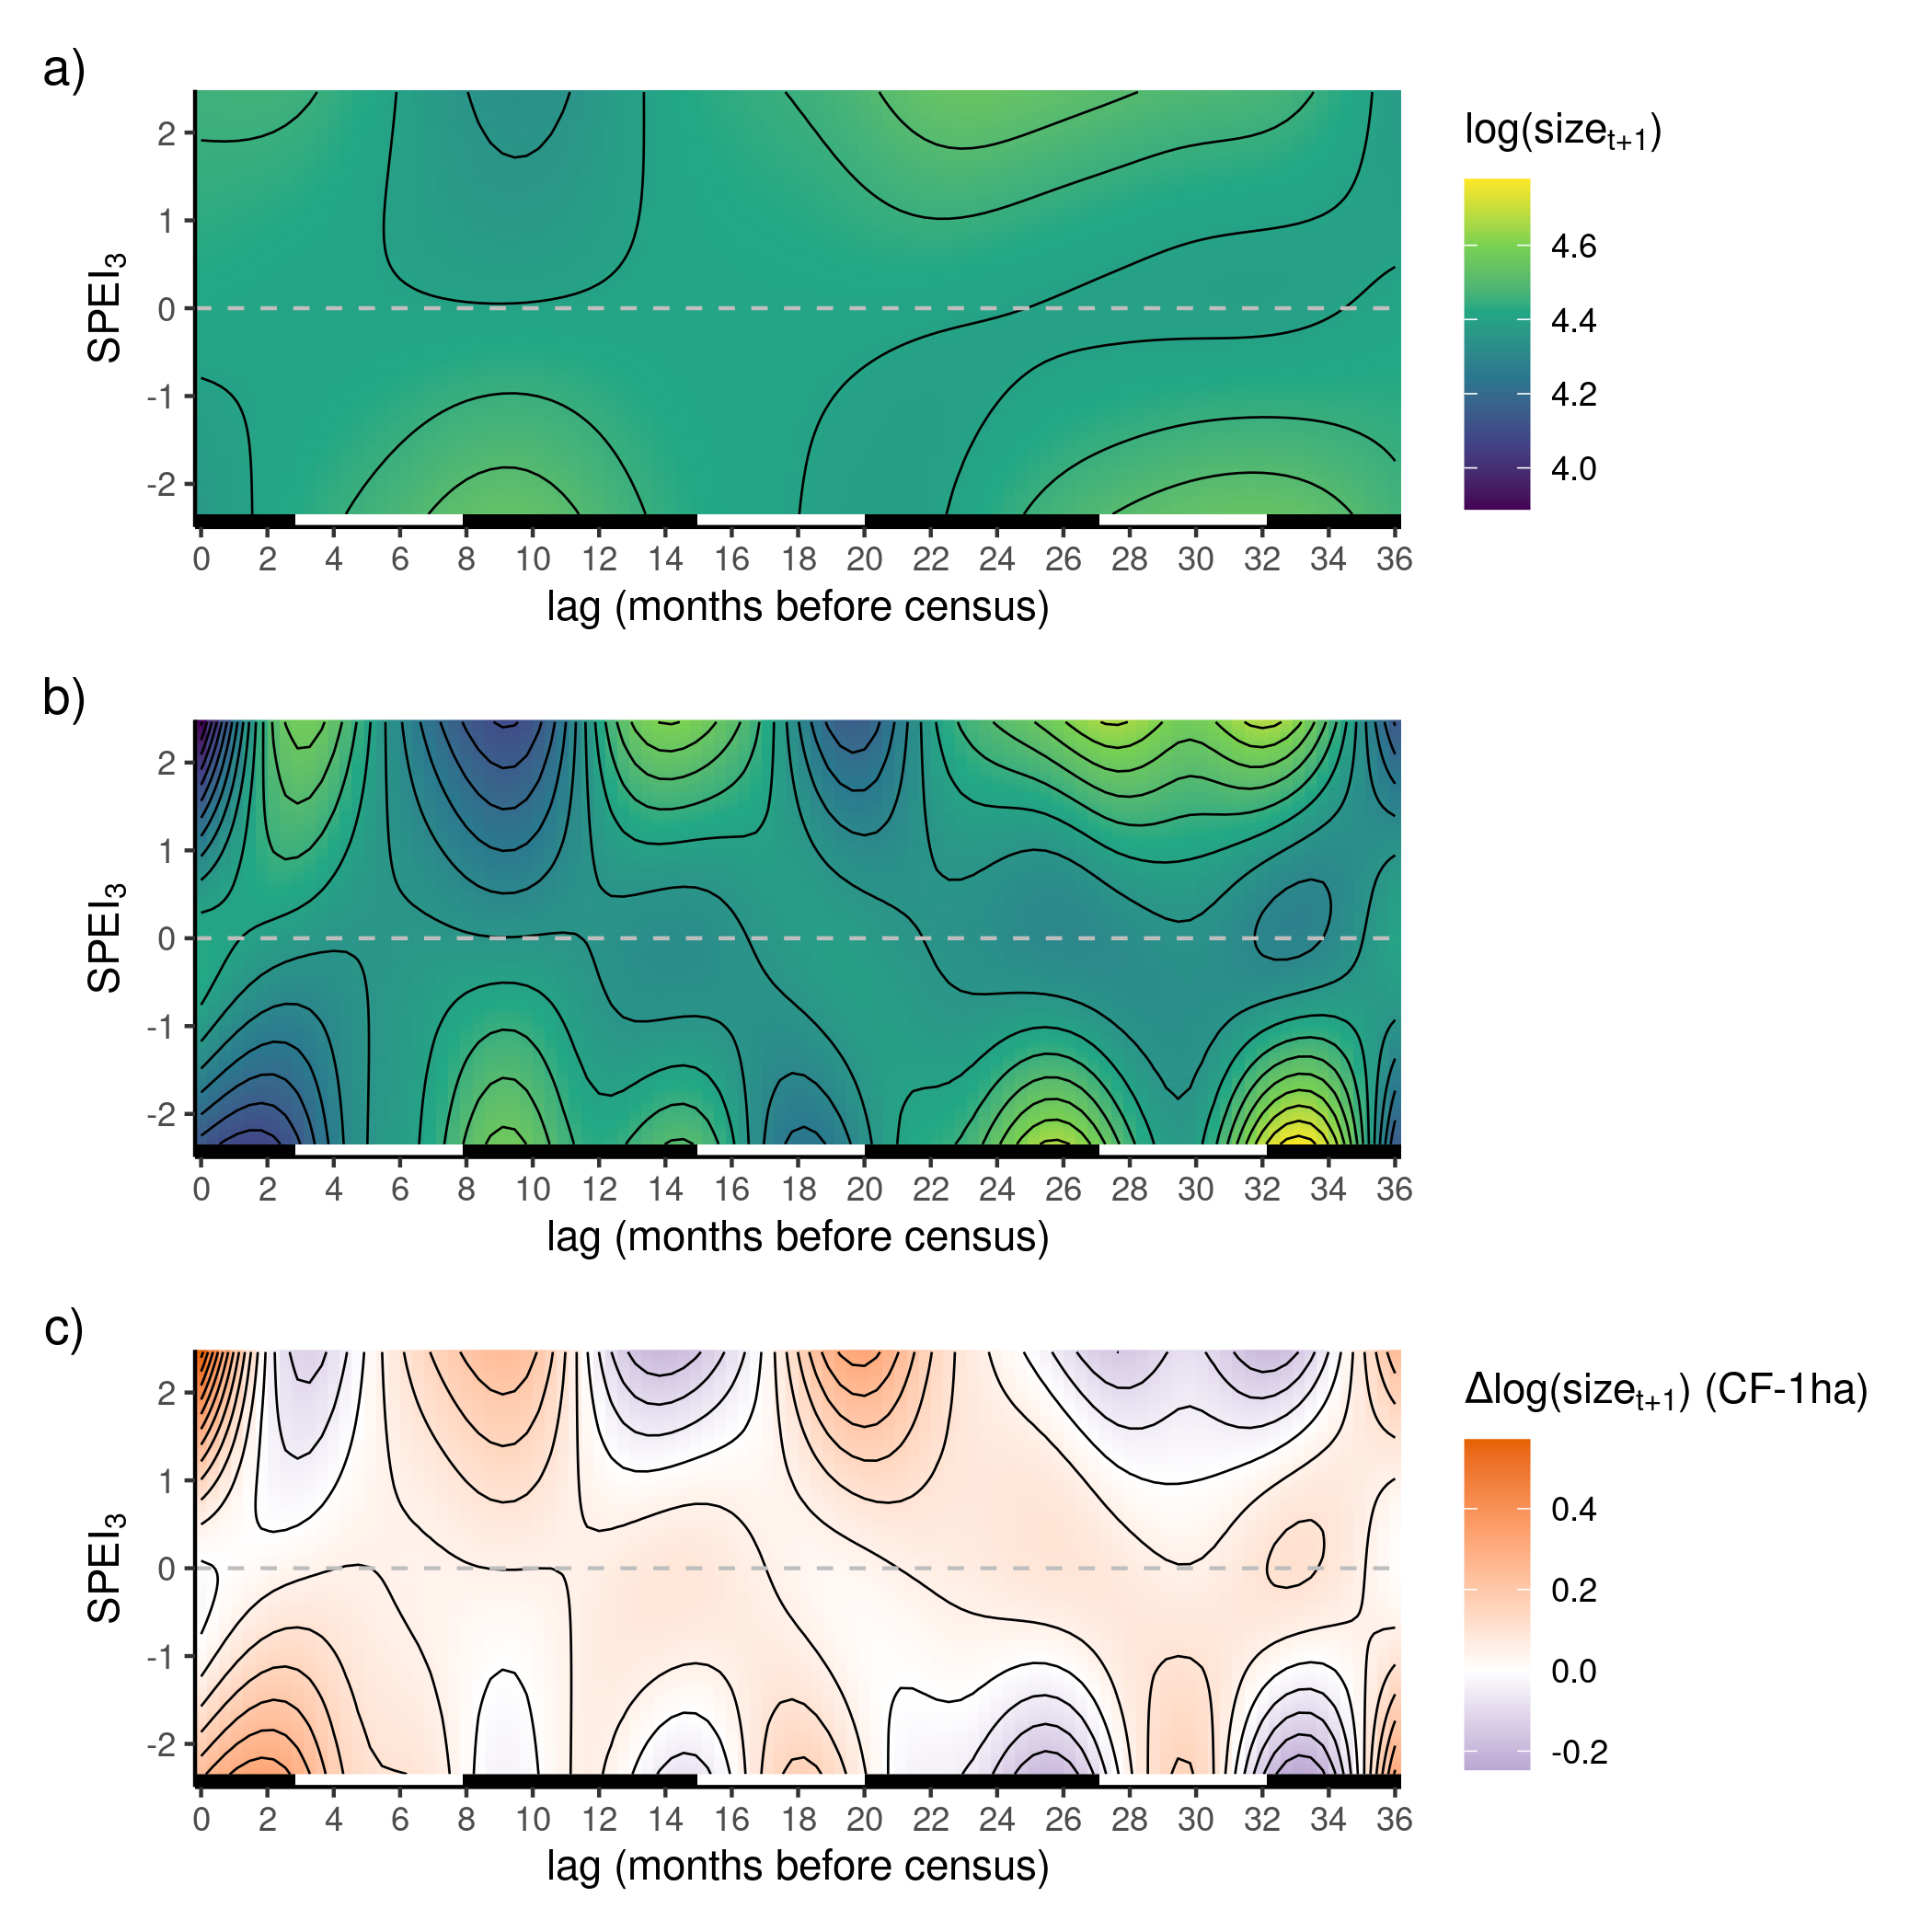 a)
log(sizeₜ₊₁)
2
1
0
-1
-2
SPEI₃
4.6
4.4
4.2
4.0
0 2 4 6 8 10 12 14 16 18 20 22 24 26 28 30 32 34 36
lag (months before census)
b)
2
1
0
-1
-2
SPEI₃
0 2 4 6 8 10 12 14 16 18 20 22 24 26 28 30 32 34 36
lag (months before census)
c)
Δlog(sizeₜ₊₁) (CF-1ha)
2
1
0
-1
-2
SPEI₃
0.4
0.2
0.0
-0.2
0 2 4 6 8 10 12 14 16 18 20 22 24 26 28 30 32 34 36
lag (months before census)